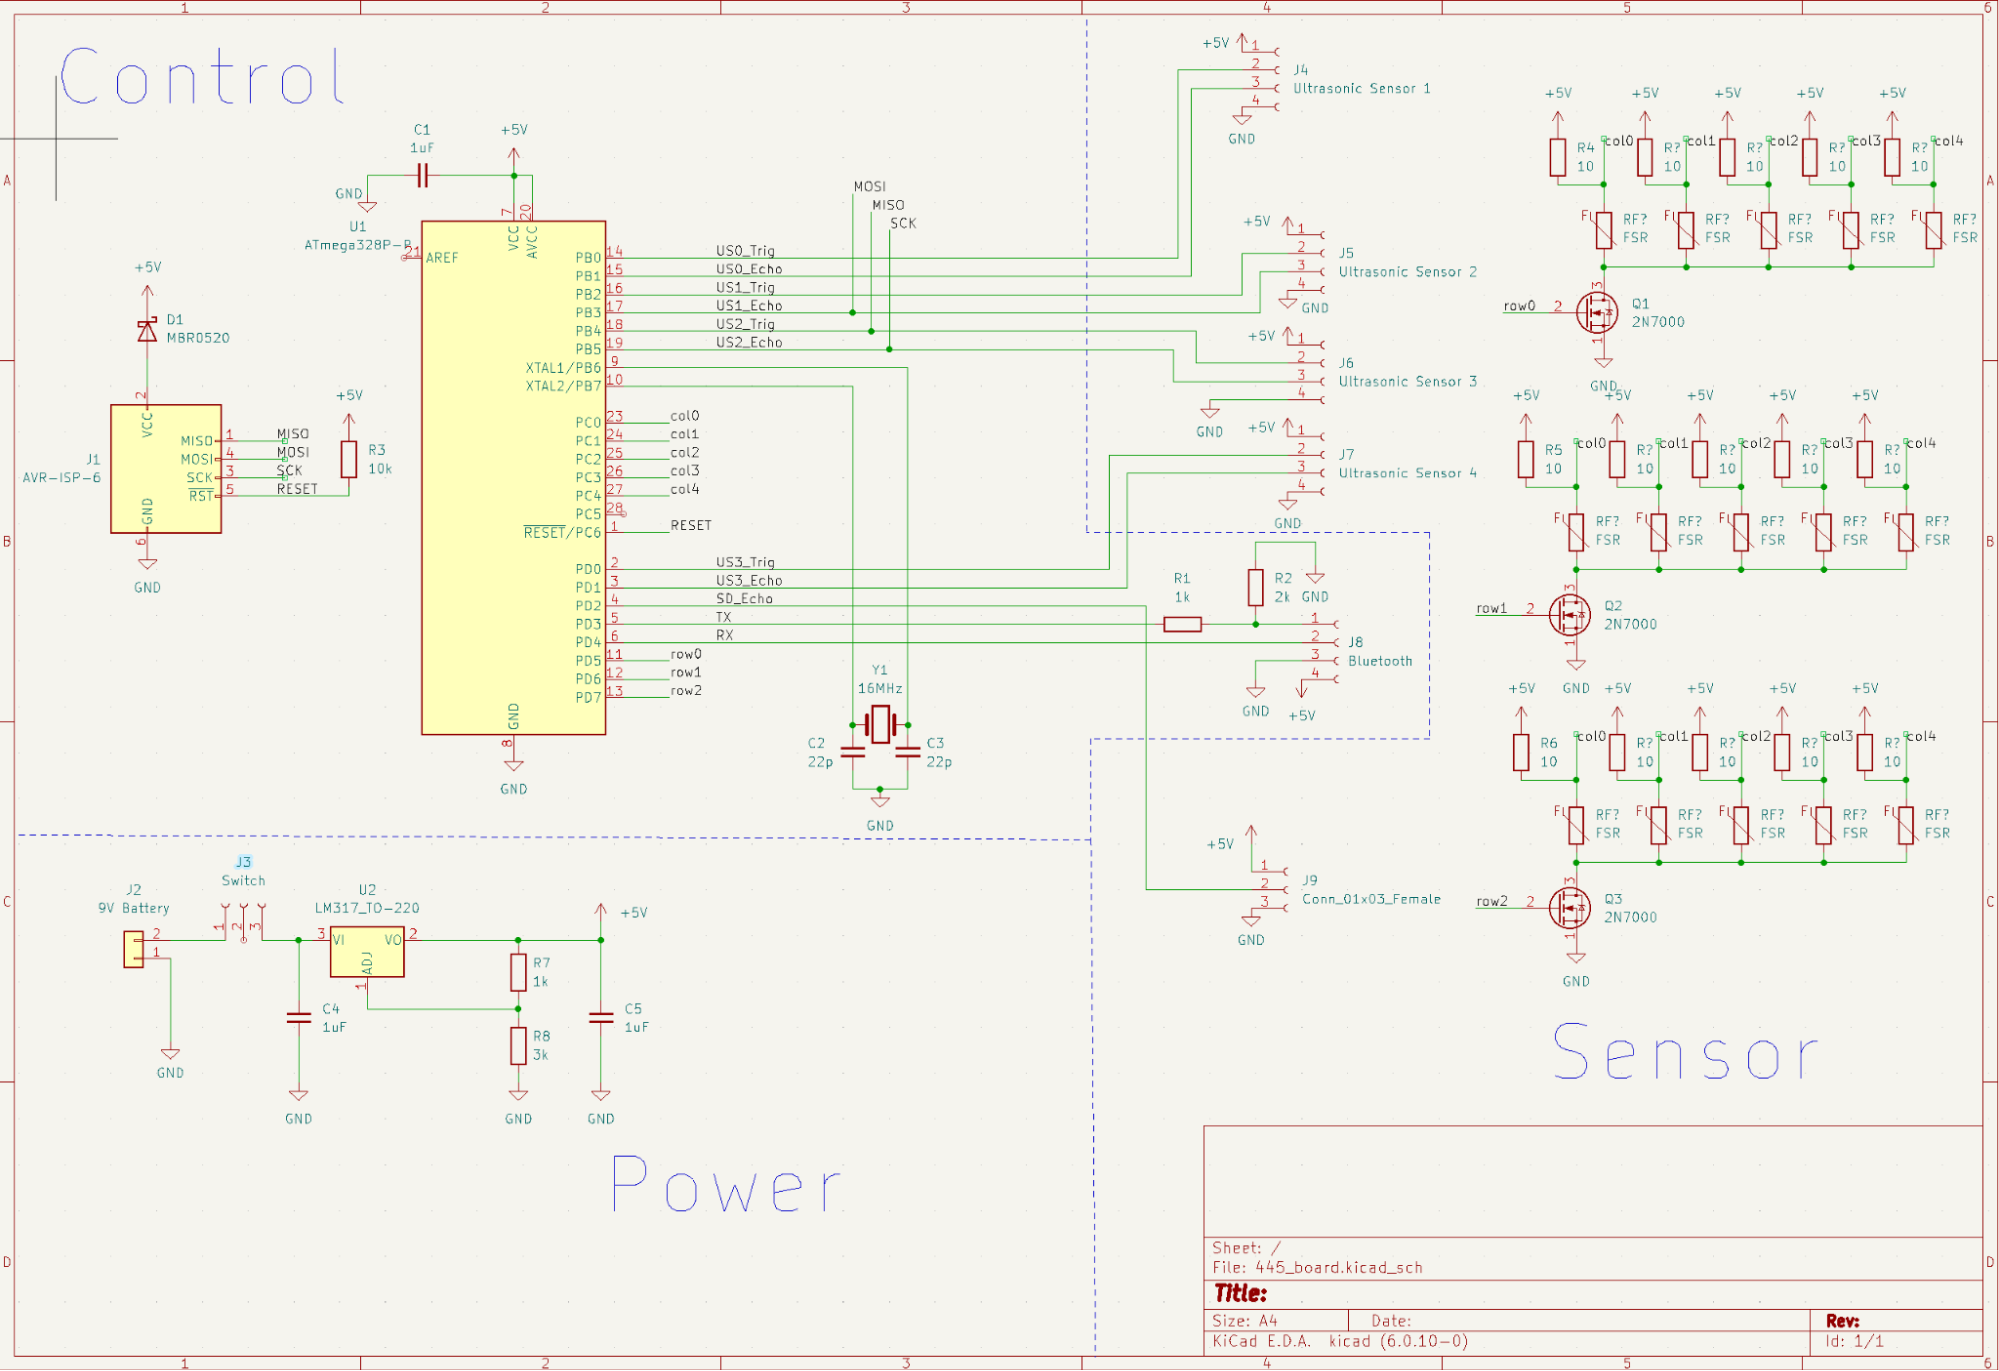 1 2 3 4 5 6
Control
C1
1uF
+5V
GND
U1
ATmega328P-P
21
AREF
7
20
VCC
AVCC
PB0 14 US0_Trig
PB1 15 US0_Echo
PB2 16 US1_Trig
PB3 17 US1_Echo
PB4 18 US2_Trig
PB5 19 US2_Echo
XTAL1/PB6 9
XTAL2/PB7 10
PC0 23 col0
PC1 24 col1
PC2 25 col2
PC3 26 col3
PC4 27 col4
PC5 28
RESET/PC6 1 RESET
PD0 2 US3_Trig
PD1 3 US3_Echo
PD2 4 SD_Echo
PD3 5 TX
PD4 6 RX
PD5 11 row0
PD6 12 row1
PD7 13 row2
GND
8
GND
MOSI
MISO
SCK
+5V
D1
MBR0520
2
VCC
J1
AVR-ISP-6
MISO 1 MISO
MOSI 4 MOSI
SCK 3 SCK
RST 5 RESET
GND
6
GND
+5V
R3
10k
Y1
16MHz
C2
22p
C3
22p
GND
+5V 1
2 J4
3 Ultrasonic Sensor 1
4
GND
+5V 1
2 J5
3 Ultrasonic Sensor 2
4
GND
+5V 1
2 J6
3 Ultrasonic Sensor 3
4
GND
+5V 1
2 J7
3 Ultrasonic Sensor 4
4
GND
R1
1k
R2
2k
GND
1
2 J8
3 Bluetooth
4
GND
+5V
+5V
1 J9
2 Conn_01x03_Female
3
GND
+5V +5V +5V +5V +5V
col0 col1 col2 col3 col4
R4 R? R? R? R?
10 10 10 10 10
RF? RF? RF? RF? RF?
FSR FSR FSR FSR FSR
row0 2 3 1
Q1
2N7000
GND
+5V +5V +5V +5V +5V
col0 col1 col2 col3 col4
R5 R? R? R? R?
10 10 10 10 10
RF? RF? RF? RF? RF?
FSR FSR FSR FSR FSR
row1 2 3 1
Q2
2N7000
GND
+5V +5V +5V +5V +5V
col0 col1 col2 col3 col4
R6 R? R? R? R?
10 10 10 10 10
RF? RF? RF? RF? RF?
FSR FSR FSR FSR FSR
row2 2 3 1
Q3
2N7000
GND
Sensor
J2
9V Battery
2
1
GND
J3
Switch
1 2 3
U2
LM317_TO-220
3 VI VO 2
ADJ
1
C4
1uF
GND
R7
1k
R8
3k
GND
+5V
C5
1uF
GND
Power
A
B
C
D
A
B
C
D
Sheet: /
File: 445_board.kicad_sch
Title:
Size: A4 Date: Rev:
KiCad E.D.A. kicad (6.0.10-0) Id: 1/1
1 2 3 4 5 6